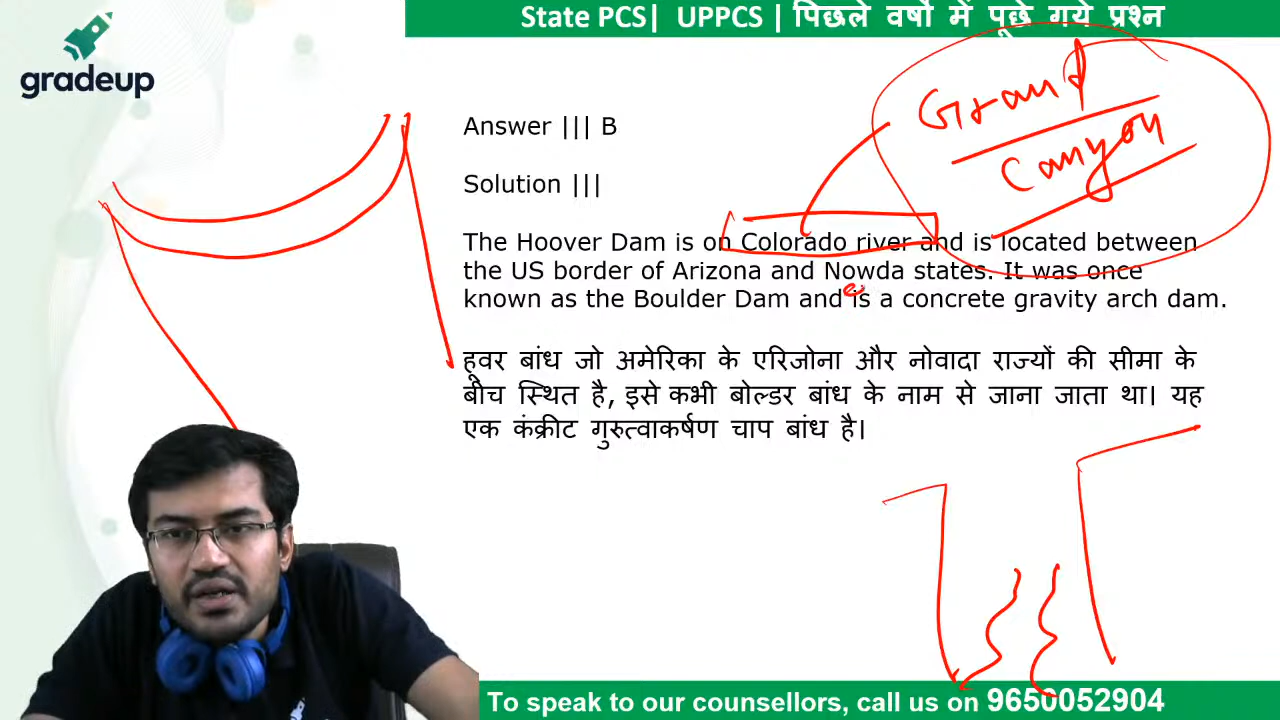 State PCS| UPPCS | पिछले वर्षों में पूछे गये प्रश्न
gradeup
Grand
Canyon
Answer ||| B
Solution |||
The Hoover Dam is on Colorado river and is located between
the US border of Arizona and Nowda states. It was once
known as the Boulder Dam and is a concrete gravity arch dam.
हूवर बांध जो अमेरिका के एरिजोना और नोवादा राज्यों की सीमा के
बीच स्थित है, इसे कभी बोल्डर बांध के नाम से जाना जाता था। यह
एक कंक्रीट गुरुत्वाकर्षण चाप बांध है।
To speak to our counsellors, call us on 9650052904